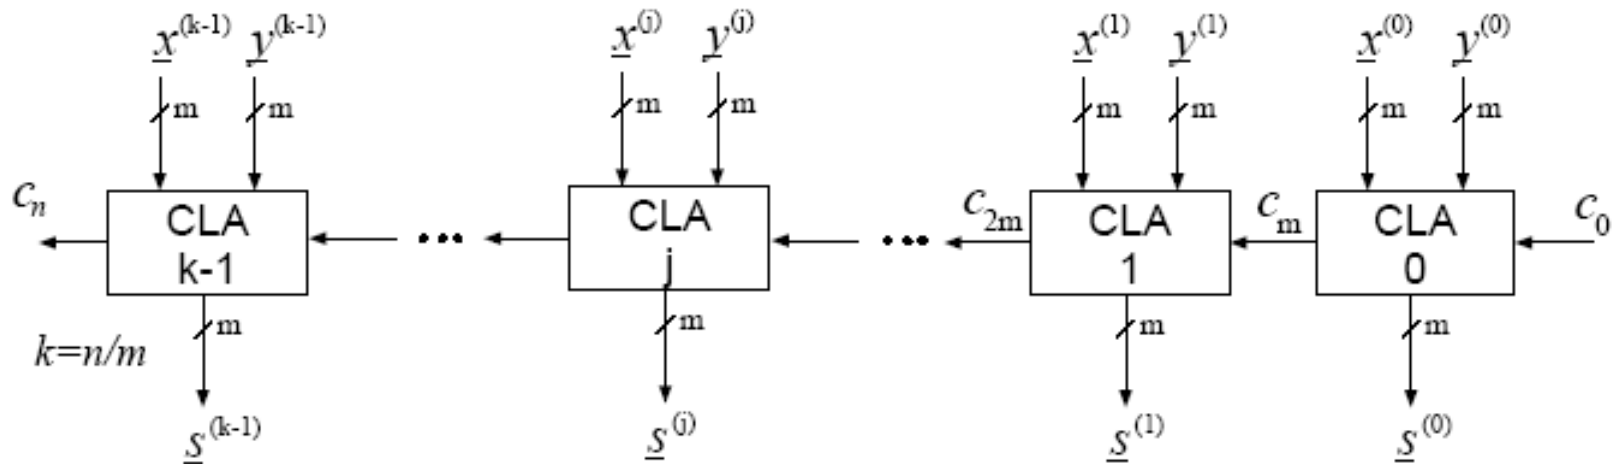 x^(k-1) y^(k-1) x^(j) y^(j) x^(1) y^(1) x^(0) y^(0)
m m m m m m m m
c_n CLA CLA c_2m CLA c_m CLA c_0
k-1 ••• j ••• 1 0
k=n/m m m m m
s^(k-1) s^(j) s^(1) s^(0)